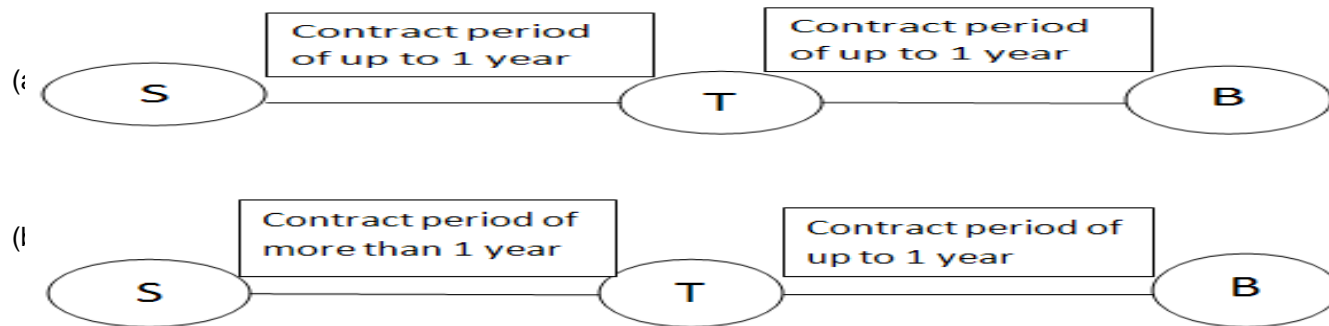 Contract period
of up to 1 year
Contract period
of up to 1 year
(a
S
T
B
Contract period of
more than 1 year
Contract period of
up to 1 year
(b
S
T
B